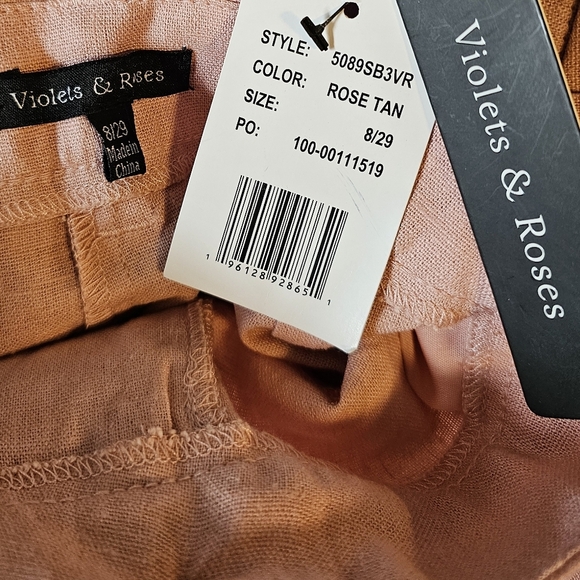 Violets & Roses
8/29
Made in
China
STYLE: 5089SB3VR
COLOR: ROSE TAN
SIZE: 8/29
PO: 100-00111519
1 96128 92865 1
Violets & Roses